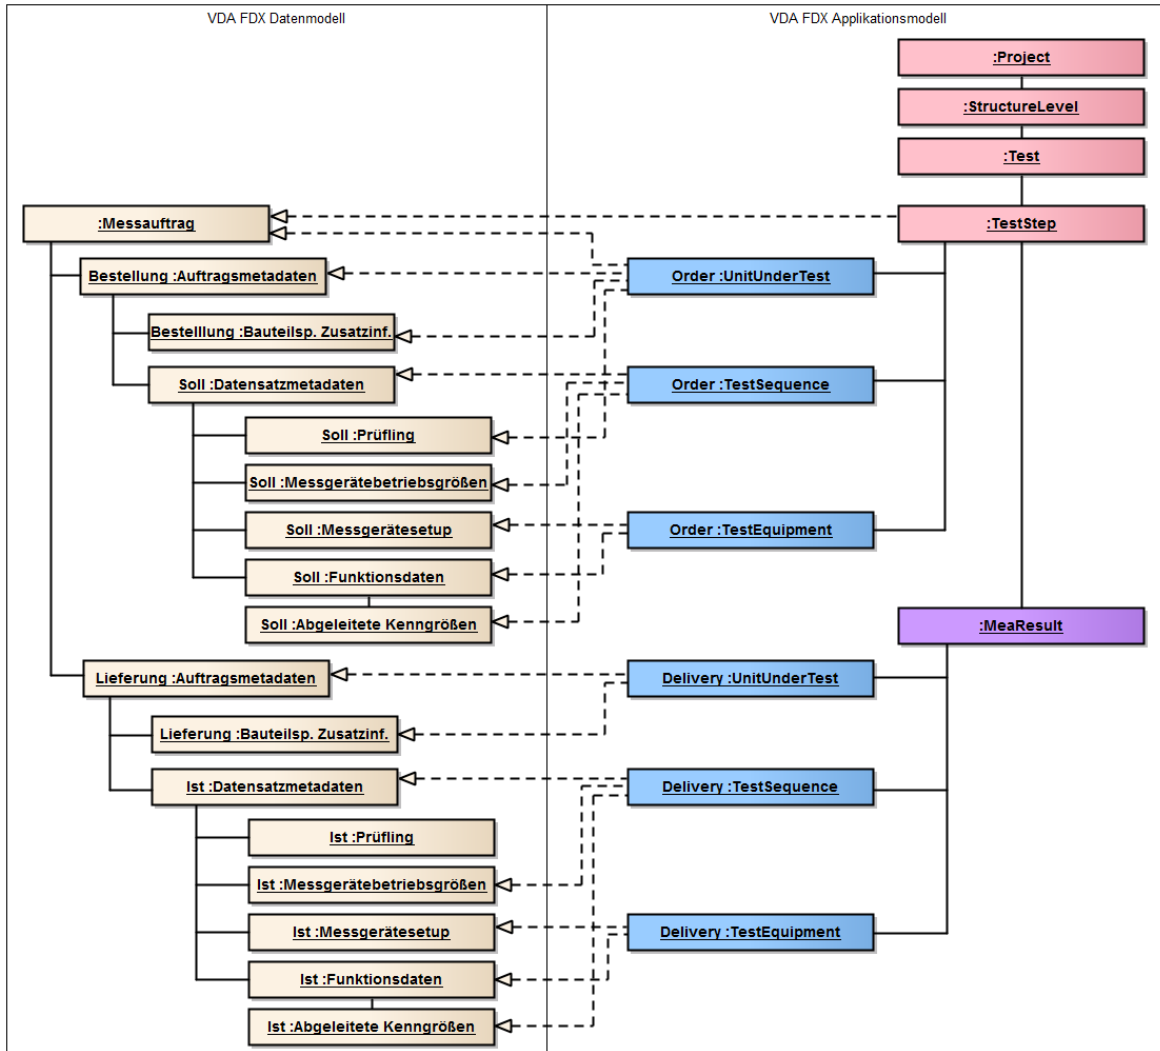 VDA FDX Datenmodell
VDA FDX Applikationsmodell
:Project
:StructureLevel
:Test
:Messauftrag
:TestStep
Bestellung :Auftragsmetadaten
Order :UnitUnderTest
Bestelllung :Bauteilsp. Zusatzinf.
Soll :Datensatzmetadaten
Order :TestSequence
Soll :Prüfling
Soll :Messgerätebetriebsgrößen
Soll :Messgerätesetup
Order :TestEquipment
Soll :Funktionsdaten
Soll :Abgeleitete Kenngrößen
:MeaResult
Lieferung :Auftragsmetadaten
Delivery :UnitUnderTest
Lieferung :Bauteilsp. Zusatzinf.
Ist :Datensatzmetadaten
Delivery :TestSequence
Ist :Prüfling
Ist :Messgerätebetriebsgrößen
Ist :Messgerätesetup
Delivery :TestEquipment
Ist :Funktionsdaten
Ist :Abgeleitete Kenngrößen